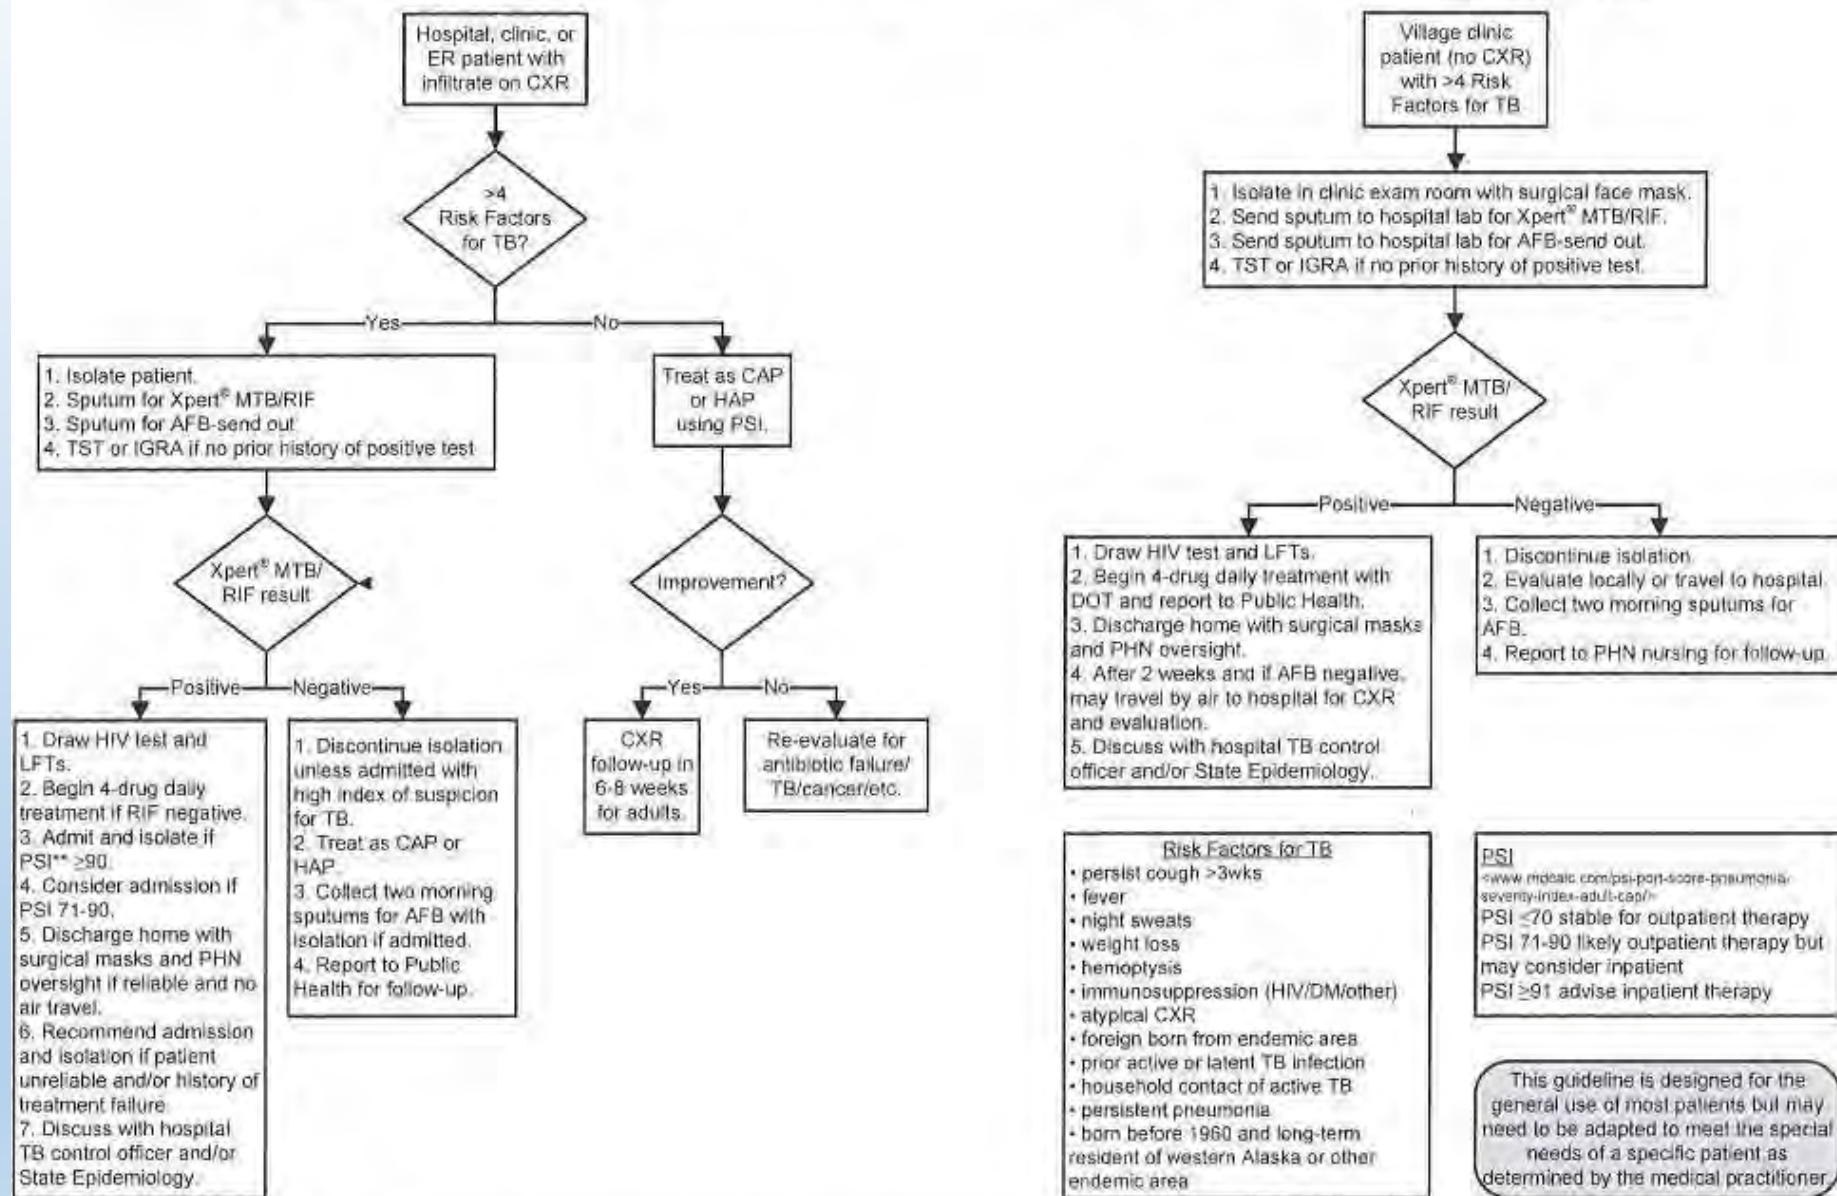 Hospital, clinic, or
ER patient with
infiltrate on CXR
>4
Risk Factors
for TB?
Yes
No
1. Isolate patient.
2. Sputum for Xpert® MTB/RIF
3. Sputum for AFB-send out
4. TST or IGRA if no prior history of positive test
Treat as CAP
or HAP
using PSI.
Xpert® MTB/
RIF result
Improvement?
Positive
Negative
Yes
No
1. Draw HIV test and
LFTs.
2. Begin 4-drug daily
treatment if RIF negative.
3. Admit and isolate if
PSI** ≥90.
4. Consider admission if
PSI 71-90.
5. Discharge home with
surgical masks and PHN
oversight if reliable and no
air travel.
6. Recommend admission
and isolation if patient
unreliable and/or history of
treatment failure
7. Discuss with hospital
TB control officer and/or
State Epidemiology.
1. Discontinue isolation
unless admitted with
high index of suspicion
for TB.
2. Treat as CAP or
HAP.
3. Collect two morning
sputums for AFB with
isolation if admitted.
4. Report to Public
Health for follow-up.
CXR
follow-up in
6-8 weeks
for adults.
Re-evaluate for
antibiotic failure/
TB/cancer/etc.
Village clinic
patient (no CXR)
with >4 Risk
Factors for TB
1. Isolate in clinic exam room with surgical face mask.
2. Send sputum to hospital lab for Xpert® MTB/RIF.
3. Send sputum to hospital lab for AFB-send out.
4. TST or IGRA if no prior history of positive test.
Xpert® MTB/
RIF result
Positive
Negative
1. Draw HIV test and LFTs.
2. Begin 4-drug daily treatment with
DOT and report to Public Health.
3. Discharge home with surgical masks
and PHN oversight.
4. After 2 weeks and if AFB negative,
may travel by air to hospital for CXR
and evaluation.
5. Discuss with hospital TB control
officer and/or State Epidemiology.
1. Discontinue isolation
2. Evaluate locally or travel to hospital.
3. Collect two morning sputums for
AFB.
4. Report to PHN nursing for follow-up.
Risk Factors for TB
• persist cough >3wks
• fever
• night sweats
• weight loss
• hemoptysis
• immunosuppression (HIV/DM/other)
• atypical CXR
• foreign born from endemic area
• prior active or latent TB infection
• household contact of active TB
• persistent pneumonia
• born before 1960 and long-term
resident of western Alaska or other
endemic area
PSI
<www.mdcalc.com/psi-port-score-pneumonia-
severity-index-adult-cap/>
PSI ≤70 stable for outpatient therapy
PSI 71-90 likely outpatient therapy but
may consider inpatient
PSI ≥91 advise inpatient therapy
This guideline is designed for the
general use of most patients but may
need to be adapted to meet the special
needs of a specific patient as
determined by the medical practitioner